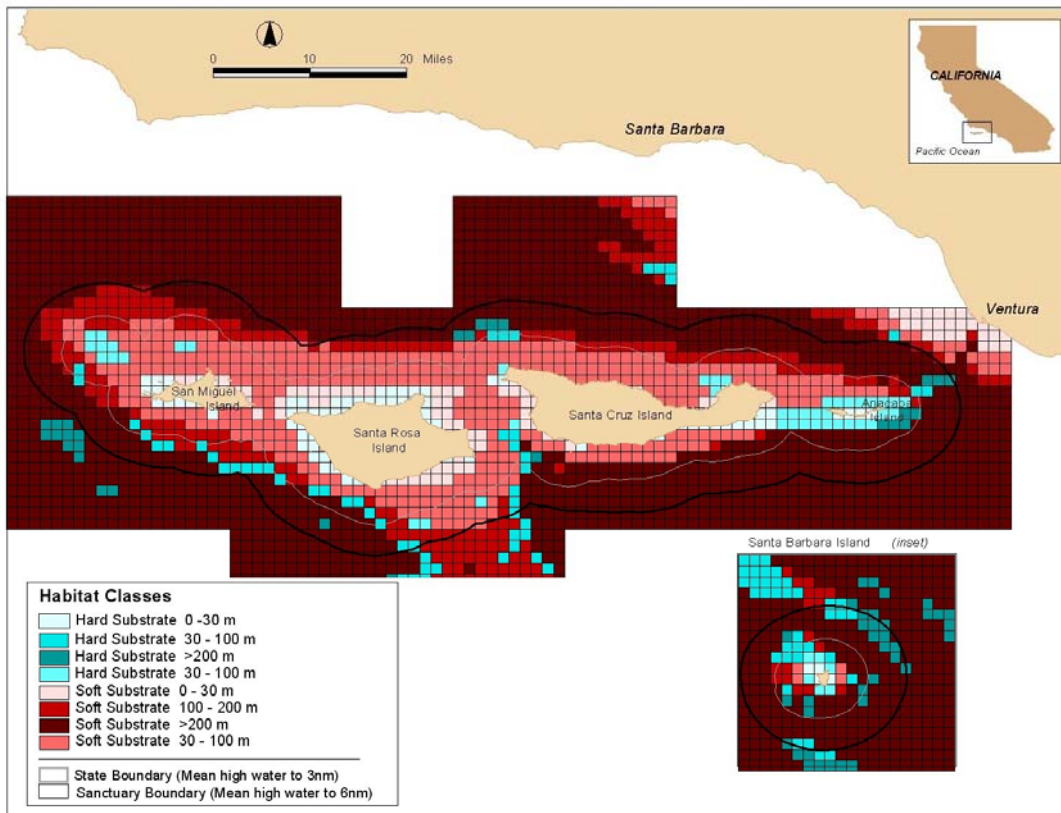 0 10 20 Miles
CALIFORNIA
Pacific Ocean
Santa Barbara
Ventura
San Miguel
Island
Santa Rosa
Island
Santa Cruz Island
Anacapa
Island
Santa Barbara Island (inset)
Habitat Classes
Hard Substrate 0 -30 m
Hard Substrate 30 - 100 m
Hard Substrate >200 m
Hard Substrate 30 - 100 m
Soft Substrate 0 - 30 m
Soft Substrate 100 - 200 m
Soft Substrate >200 m
Soft Substrate 30 - 100 m
State Boundary (Mean high water to 3nm)
Sanctuary Boundary (Mean high water to 6nm)